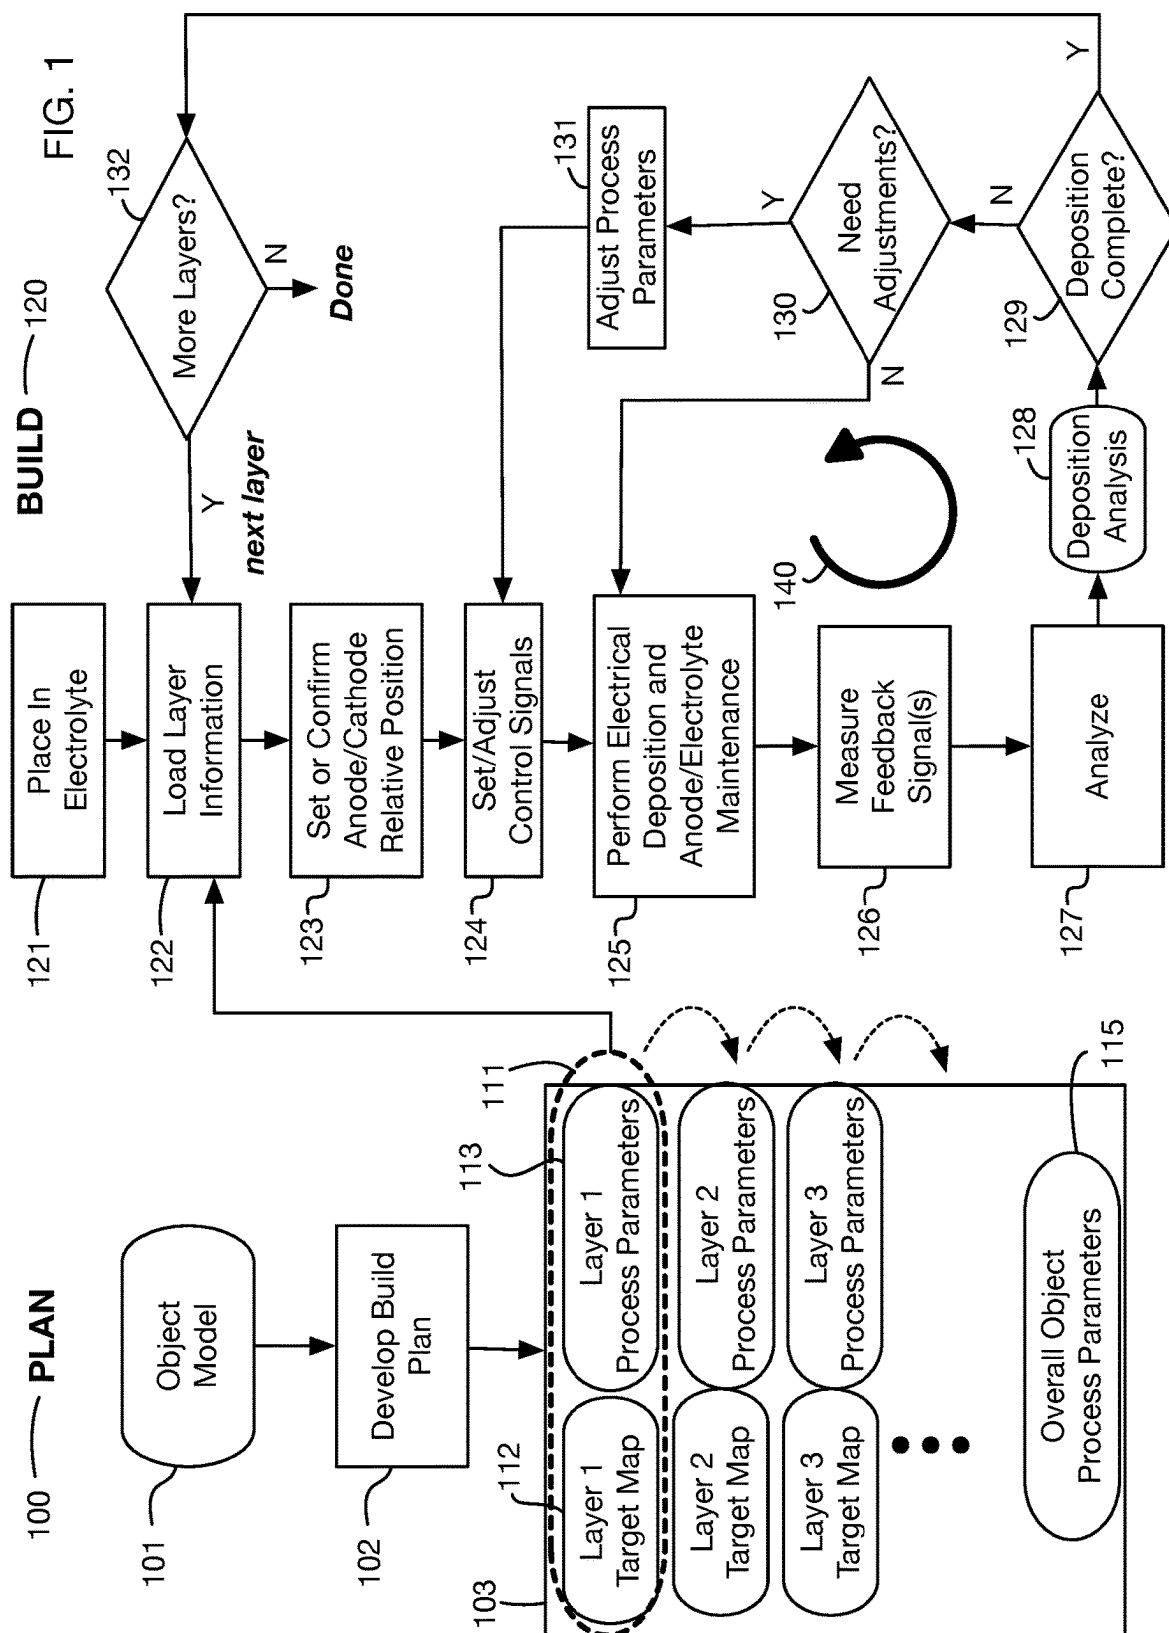 FIG. 1
100
PLAN
101
Object
Model
102
Develop Build
Plan
103
111
112
Layer 1
Target Map
113
Layer 1
Process Parameters
Layer 2
Target Map
Layer 2
Process Parameters
Layer 3
Target Map
Layer 3
Process Parameters
115
Overall Object
Process Parameters
BUILD
120
121
Place In
Electrolyte
122
Load Layer
Information
123
Set or Confirm
Anode/Cathode
Relative Position
124
Set/Adjust
Control Signals
125
Perform Electrical
Deposition and
Anode/Electrolyte
Maintenance
126
Measure
Feedback
Signal(s)
127
Analyze
128
Deposition
Analysis
129
Deposition
Complete?
N
Y
130
Need
Adjustments?
N
Y
131
Adjust Process
Parameters
132
More Layers?
Y
next layer
N
Done
140